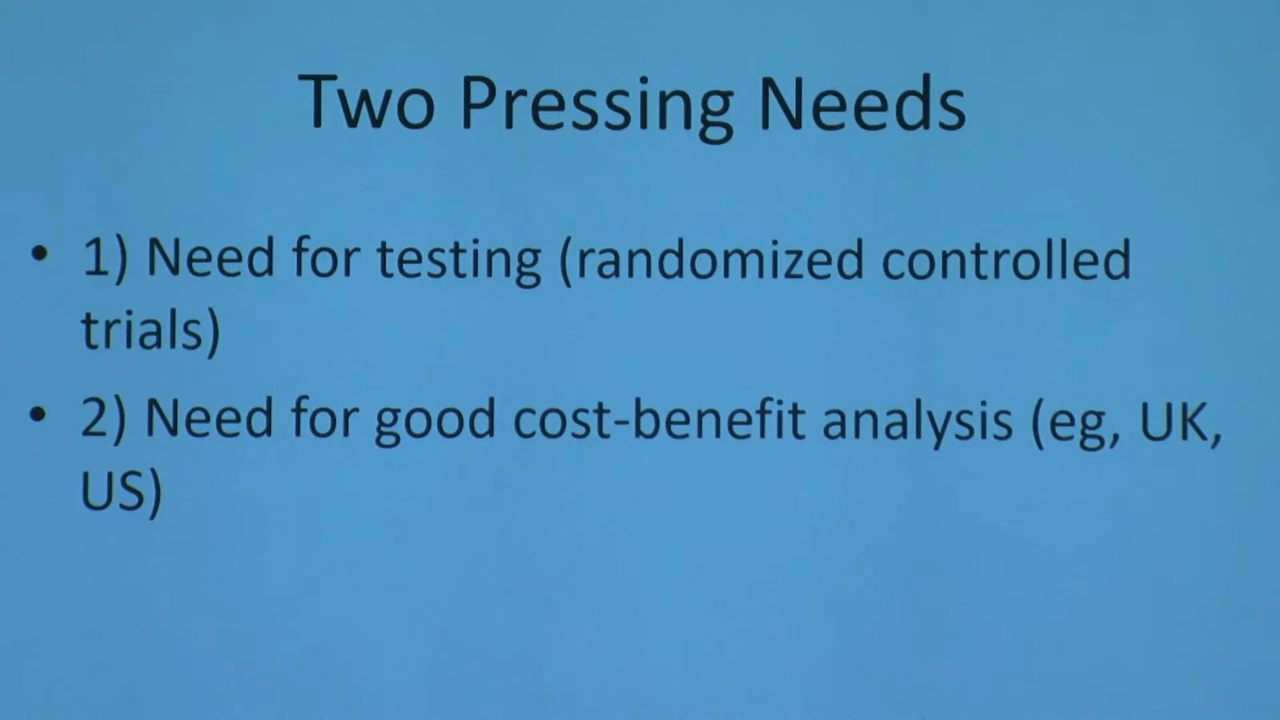 Two Pressing Needs
• 1) Need for testing (randomized controlled
trials)
• 2) Need for good cost-benefit analysis (eg, UK,
US)